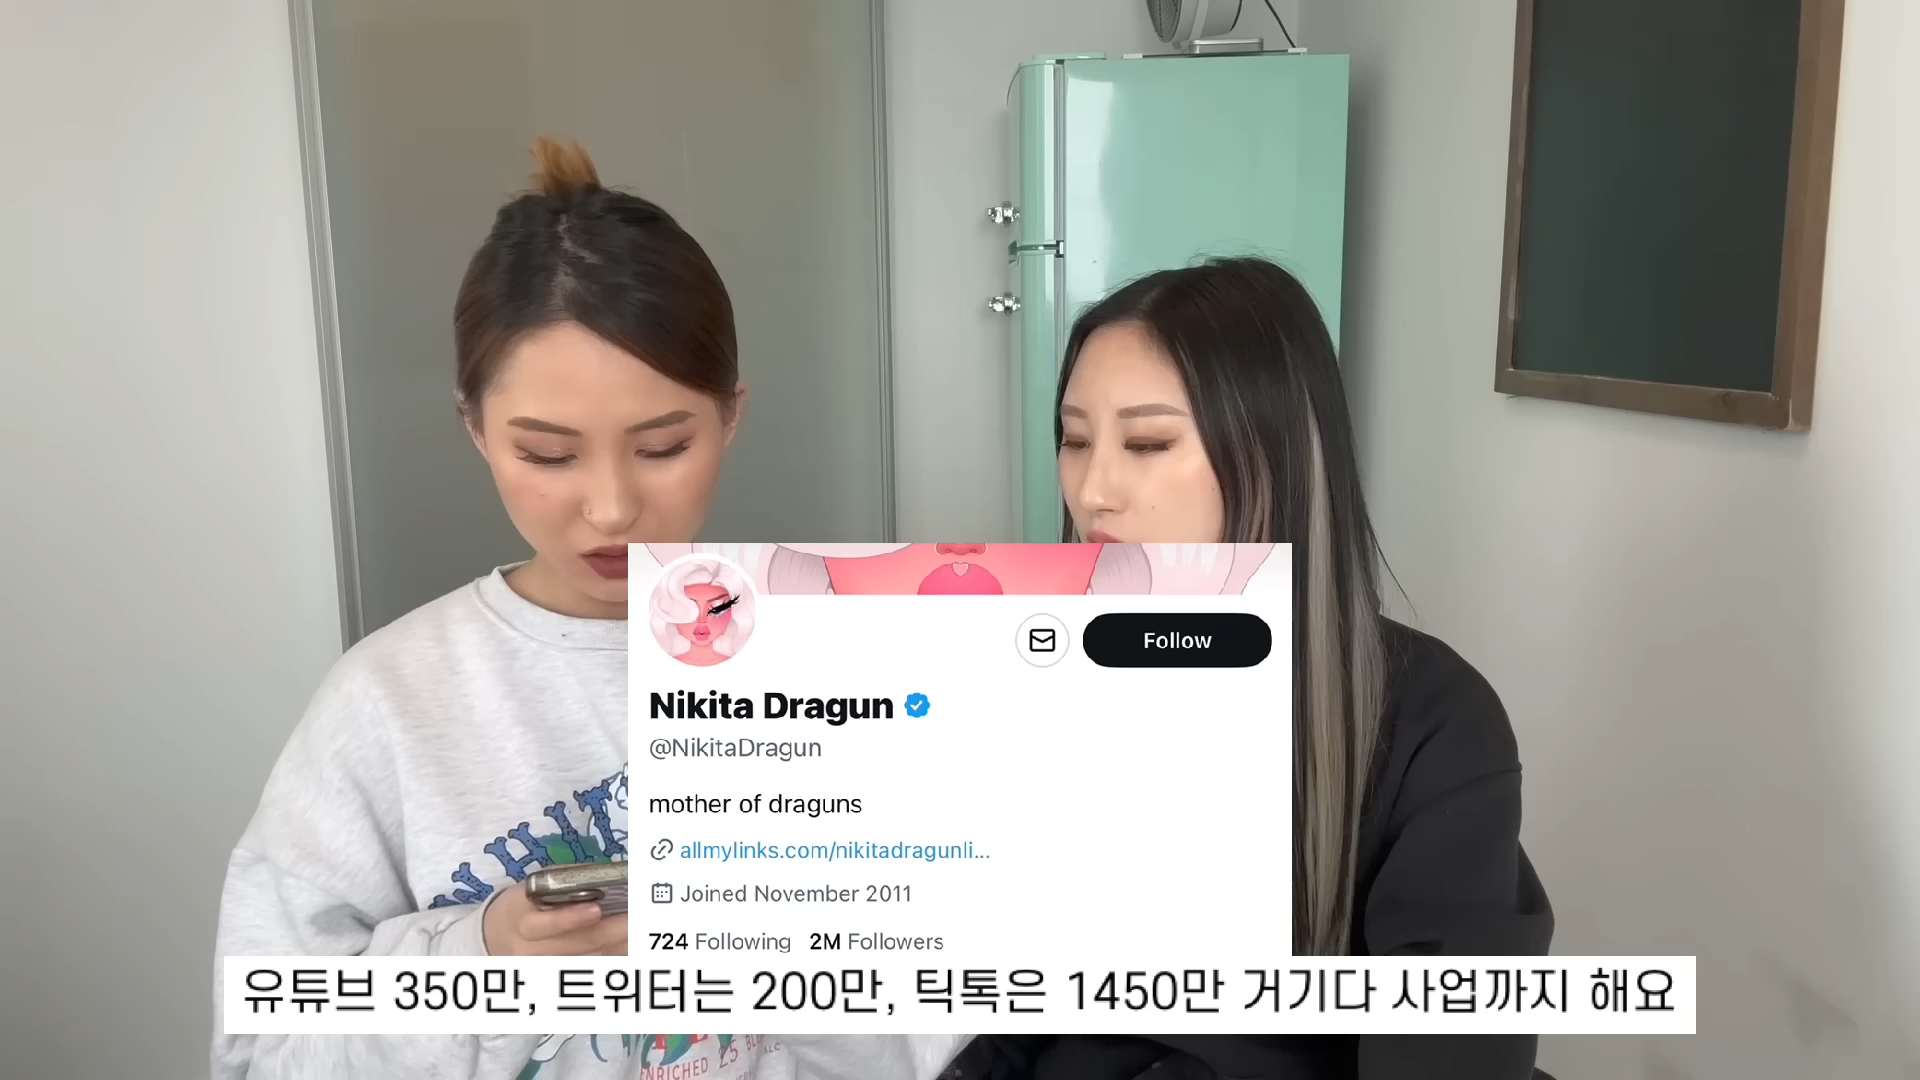 Follow
Nikita Dragun
@NikitaDragun
mother of draguns
allmylinks.com/nikitadragunli...
Joined November 2011
724 Following 2M Followers
유튜브 350만, 트위터는 200만, 틱톡은 1450만 거기다 사업까지 해요
ENRICHED 25